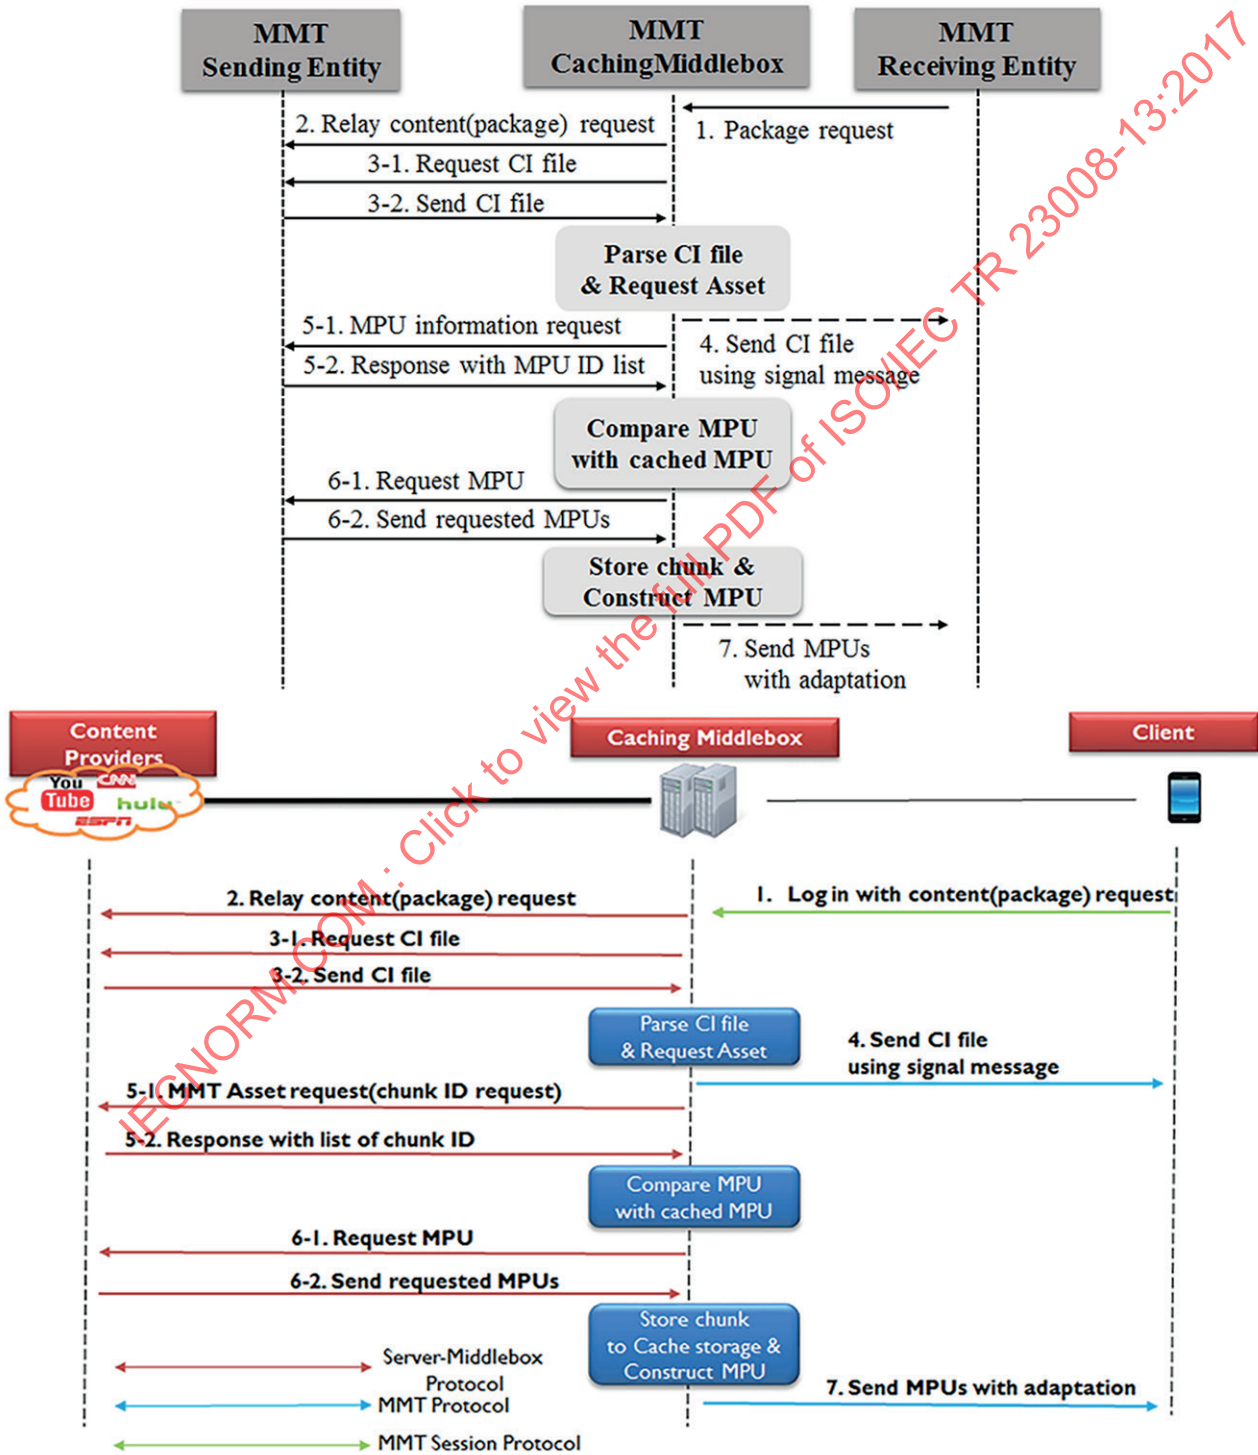 MMT
Sending Entity
MMT
CachingMiddlebox
MMT
Receiving Entity
1. Package request
2. Relay content(package) request
3-1. Request CI file
3-2. Send CI file
Parse CI file
& Request Asset
5-1. MPU information request
4. Send CI file
using signal message
5-2. Response with MPU ID list
Compare MPU
with cached MPU
6-1. Request MPU
6-2. Send requested MPUs
Store chunk &
Construct MPU
7. Send MPUs
with adaptation
Content
Providers
Caching Middlebox
Client
You
Tube
CNN
hulu
ESPN
2. Relay content(package) request
1. Log in with content(package) request
3-1. Request CI file
3-2. Send CI file
Parse CI file
& Request Asset
4. Send CI file
using signal message
5-1. MMT Asset request(chunk ID request)
5-2. Response with list of chunk ID
Compare MPU
with cached MPU
6-1. Request MPU
6-2. Send requested MPUs
Store chunk
to Cache storage &
Construct MPU
7. Send MPUs with adaptation
Server-Middlebox
Protocol
MMT Protocol
MMT Session Protocol
IECNORM.COM : Click to view the full PDF of ISO/IEC TR 23008-13:2017